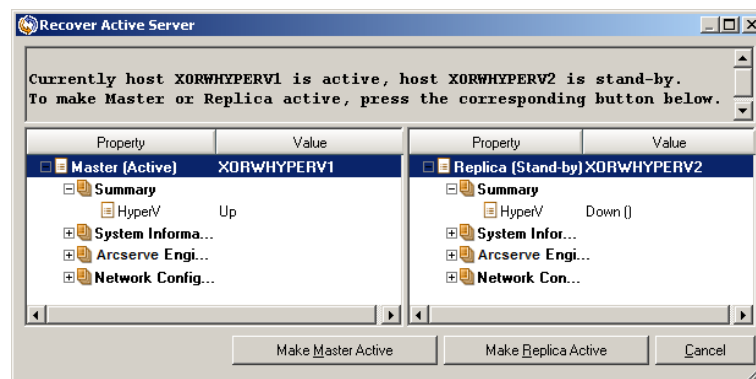 Recover Active Server
Currently host XORWHYPERV1 is active, host XORWHYPERV2 is stand-by.
To make Master or Replica active, press the corresponding button below.
Property Value
Master (Active) XORWHYPERV1
Summary
HyperV Up
System Informa...
Arcserve Engi...
Network Config...
Property Value
Replica (Stand-by) XORWHYPERV2
Summary
HyperV Down ()
System Infor...
Arcserve Engi...
Network Con...
Make Master Active Make Replica Active Cancel